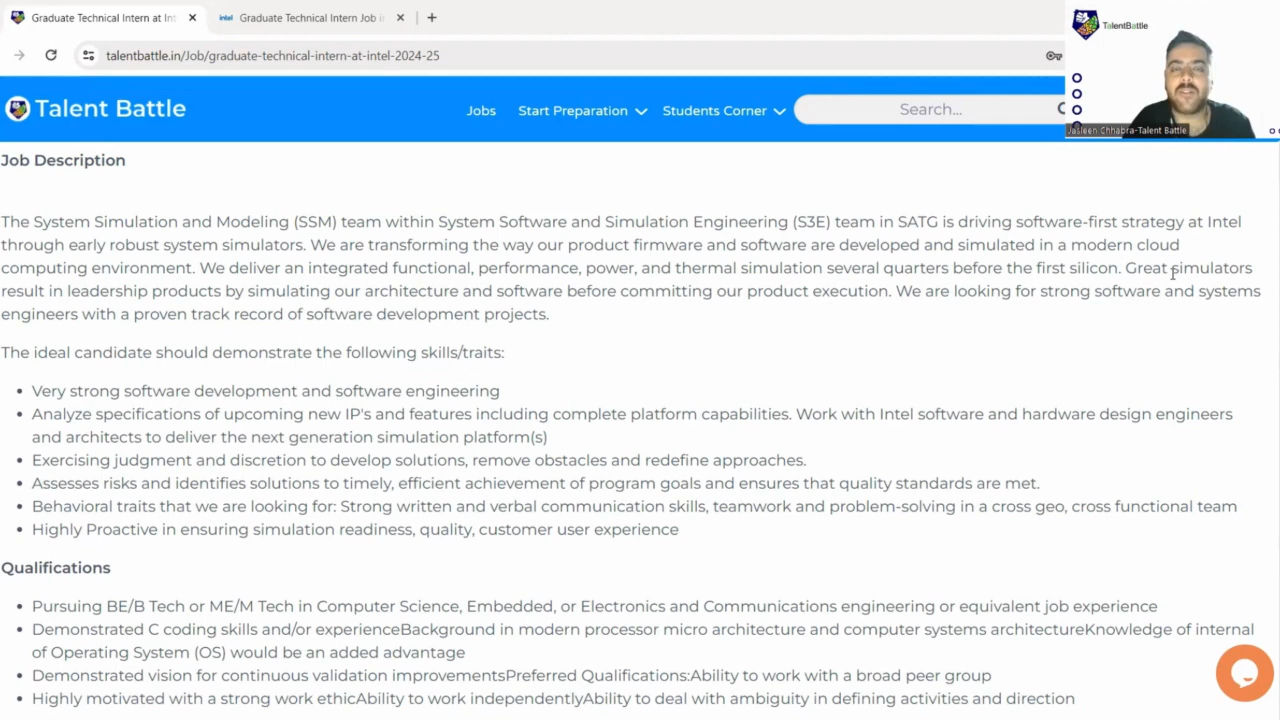 Graduate Technical Intern at Int
intel Graduate Technical Intern Job i
talentbattle.in/Job/graduate-technical-intern-at-intel-2024-25
TalentBattle
Jasleen Chhabra-Talent Battle
Talent Battle
Jobs
Start Preparation
Students Corner
Search...
Job Description
The System Simulation and Modeling (SSM) team within System Software and Simulation Engineering (S3E) team in SATG is driving software-first strategy at Intel
through early robust system simulators. We are transforming the way our product firmware and software are developed and simulated in a modern cloud
computing environment. We deliver an integrated functional, performance, power, and thermal simulation several quarters before the first silicon. Great simulators
result in leadership products by simulating our architecture and software before committing our product execution. We are looking for strong software and systems
engineers with a proven track record of software development projects.
The ideal candidate should demonstrate the following skills/traits:
• Very strong software development and software engineering
• Analyze specifications of upcoming new IP's and features including complete platform capabilities. Work with Intel software and hardware design engineers
and architects to deliver the next generation simulation platform(s)
• Exercising judgment and discretion to develop solutions, remove obstacles and redefine approaches.
• Assesses risks and identifies solutions to timely, efficient achievement of program goals and ensures that quality standards are met.
• Behavioral traits that we are looking for: Strong written and verbal communication skills, teamwork and problem-solving in a cross geo, cross functional team
• Highly Proactive in ensuring simulation readiness, quality, customer user experience
Qualifications
• Pursuing BE/B Tech or ME/M Tech in Computer Science, Embedded, or Electronics and Communications engineering or equivalent job experience
• Demonstrated C coding skills and/or experienceBackground in modern processor micro architecture and computer systems architectureKnowledge of internal
of Operating System (OS) would be an added advantage
• Demonstrated vision for continuous validation improvementsPreferred Qualifications:Ability to work with a broad peer group
• Highly motivated with a strong work ethicAbility to work independentlyAbility to deal with ambiguity in defining activities and direction